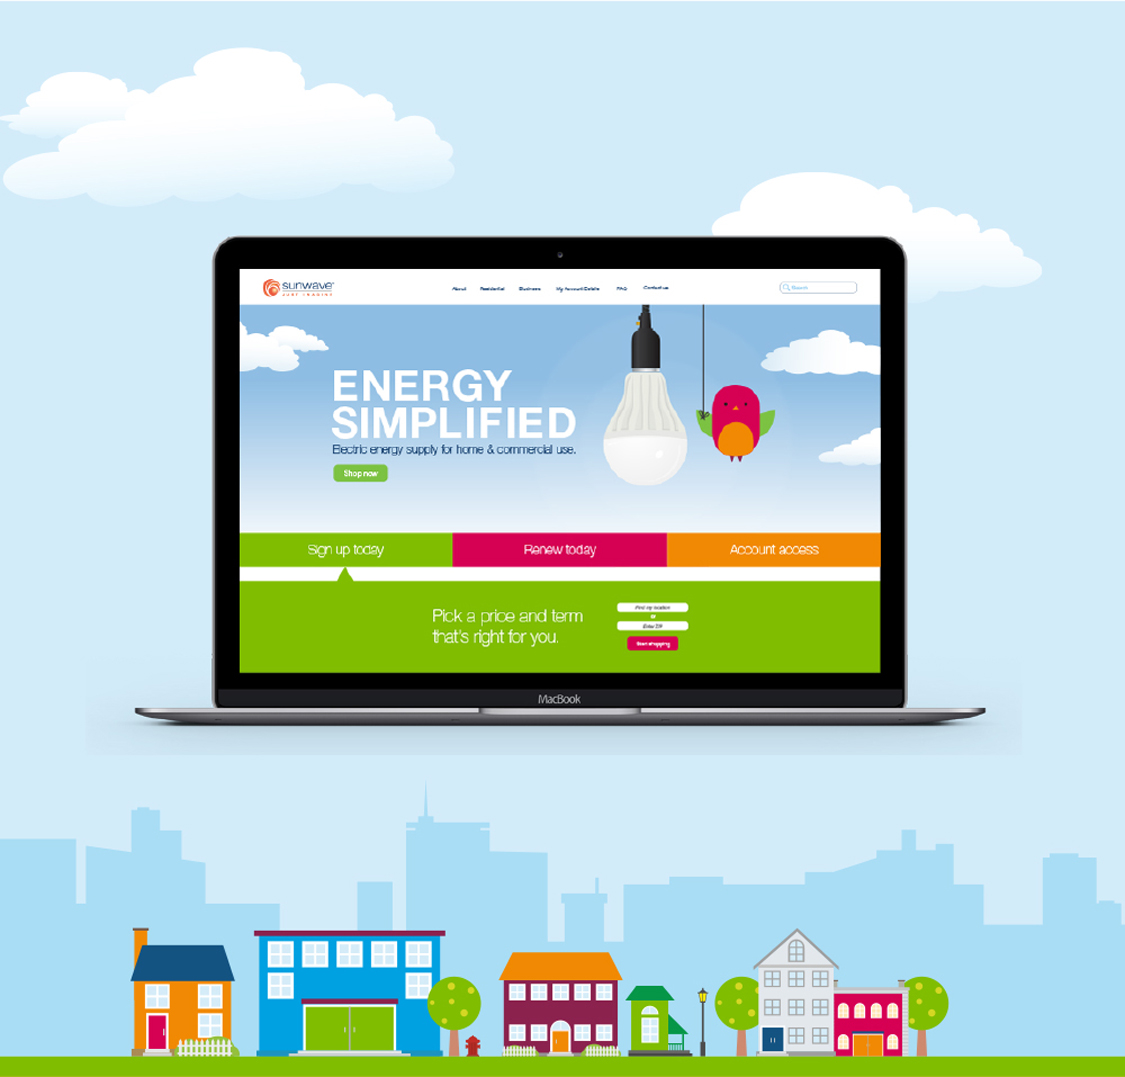 sunwave
JUST IMAGINE
About Residential Business My Account Details FAQ Contact us
Search
ENERGY
SIMPLIFIED
Electric energy supply for home & commercial use.
Shop now
Sign up today Renew today Account access
Pick a price and term
that's right for you.
Find my location
or
Enter ZIP
Start shopping
MacBook